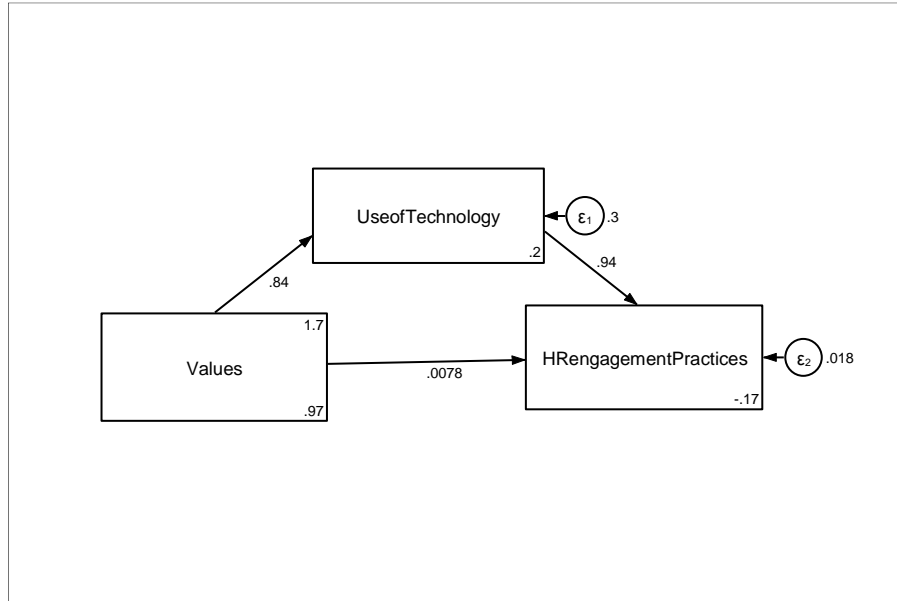 UseofTechnology
.2
ε₁
.3
.84
.94
1.7
Values
.97
.0078
HRengagementPractices
-.17
ε₂
.018